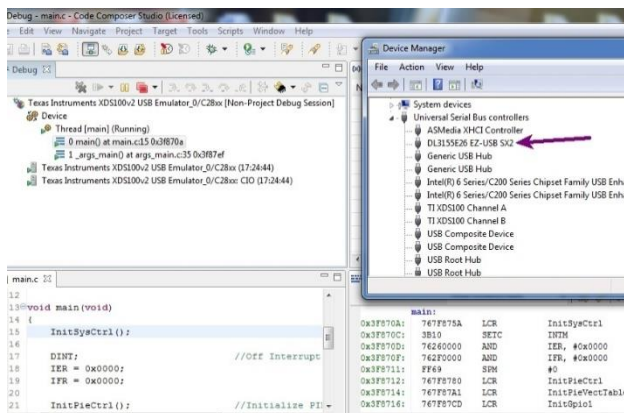 Debug - main.c - Code Composer Studio (Licensed)
Edit View Navigate Project Target Tools Scripts Window Help
Debug
Texas Instruments XDS100v2 USB Emulator_0/C28xx [Non-Project Debug Session]
Device
Thread [main] (Running)
0 main() at main.c:15 0x3f870a
1 _args_main() at args_main.c:35 0x3f87ef
Texas Instruments XDS100v2 USB Emulator_0/C28xx (17:24:44)
Texas Instruments XDS100v2 USB Emulator_0/C28xx: CIO (17:24:44)
Device Manager
File Action View Help
System devices
Universal Serial Bus controllers
ASMedia XHCI Controller
DL3155E26 EZ-USB SX2
Generic USB Hub
Generic USB Hub
Intel(R) 6 Series/C200 Series Chipset Family USB Enha
Intel(R) 6 Series/C200 Series Chipset Family USB Enha
TI XDS100 Channel A
TI XDS100 Channel B
USB Composite Device
USB Composite Device
USB Root Hub
USB Root Hub
main.c
12
13 void main(void)
14 {
15 InitSysCtrl();
16
17 DINT; //Off Interrupt
18 IER = 0x0000;
19 IFR = 0x0000;
20
21 InitPieCtrl(); //Initialize PI
main:
0x3F870A: 767F875A LCR InitSysCtrl
0x3F870C: 3B10 SETC INTM
0x3F870D: 76260000 AND IER, #0x0000
0x3F870F: 762F0000 AND IFR, #0x0000
0x3F8711: FF69 SPM #0
0x3F8712: 767F8780 LCR InitPieCtrl
0x3F8714: 767F87A1 LCR InitPieVectTable
0x3F8716: 767F87CD LCR InitGpio1